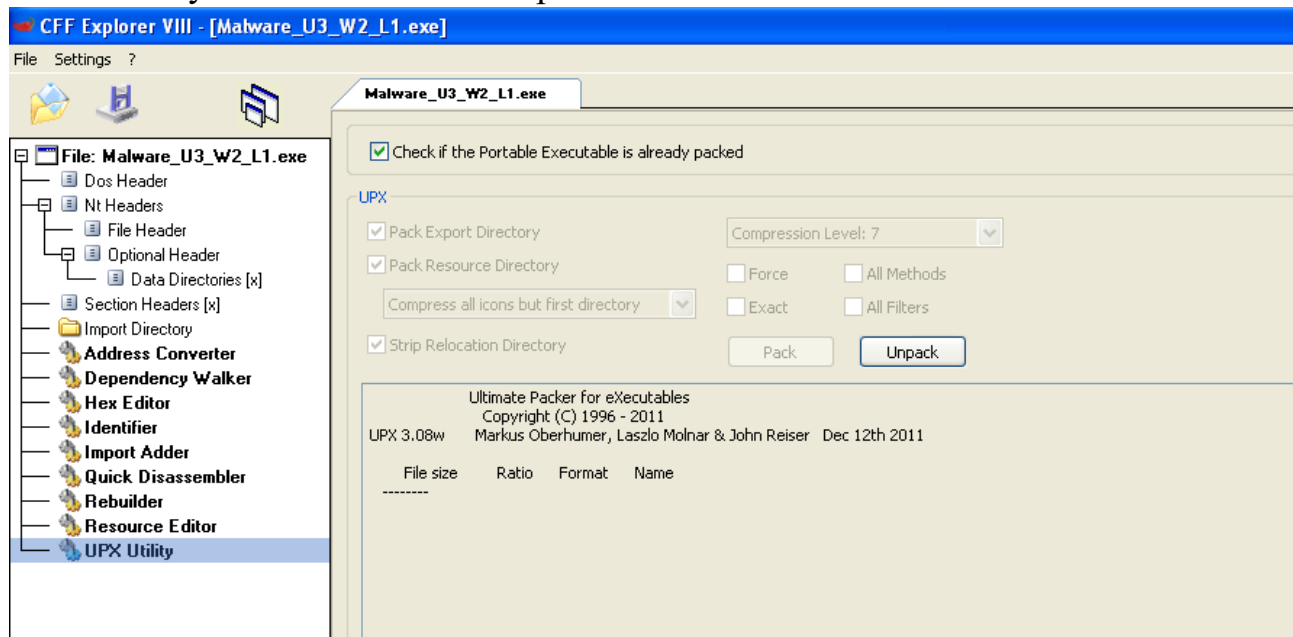 CFF Explorer VIII - [Malware_U3_W2_L1.exe]
File Settings ?
Malware_U3_W2_L1.exe
File: Malware_U3_W2_L1.exe
Dos Header
Nt Headers
File Header
Optional Header
Data Directories [x]
Section Headers [x]
Import Directory
Address Converter
Dependency Walker
Hex Editor
Identifier
Import Adder
Quick Disassembler
Rebuilder
Resource Editor
UPX Utility
Check if the Portable Executable is already packed
UPX
Pack Export Directory
Compression Level: 7
Pack Resource Directory
Force All Methods
Compress all icons but first directory
Exact All Filters
Strip Relocation Directory
Pack Unpack
Ultimate Packer for eXecutables
Copyright (C) 1996 - 2011
UPX 3.08w Markus Oberhumer, Laszlo Molnar & John Reiser Dec 12th 2011
File size Ratio Format Name
--------